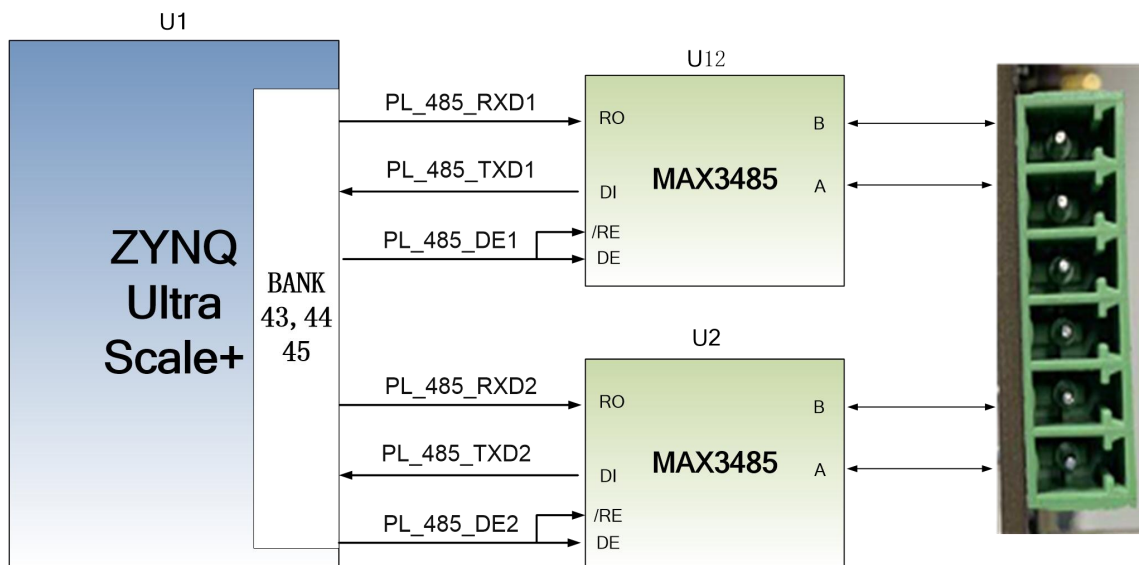 U1
U12
PL_485_RXD1
RO
B
PL_485_TXD1
DI
MAX3485
A
PL_485_DE1
/RE
DE
ZYNQ
Ultra
Scale+
BANK
43, 44
45
U2
PL_485_RXD2
RO
B
PL_485_TXD2
DI
MAX3485
A
PL_485_DE2
/RE
DE